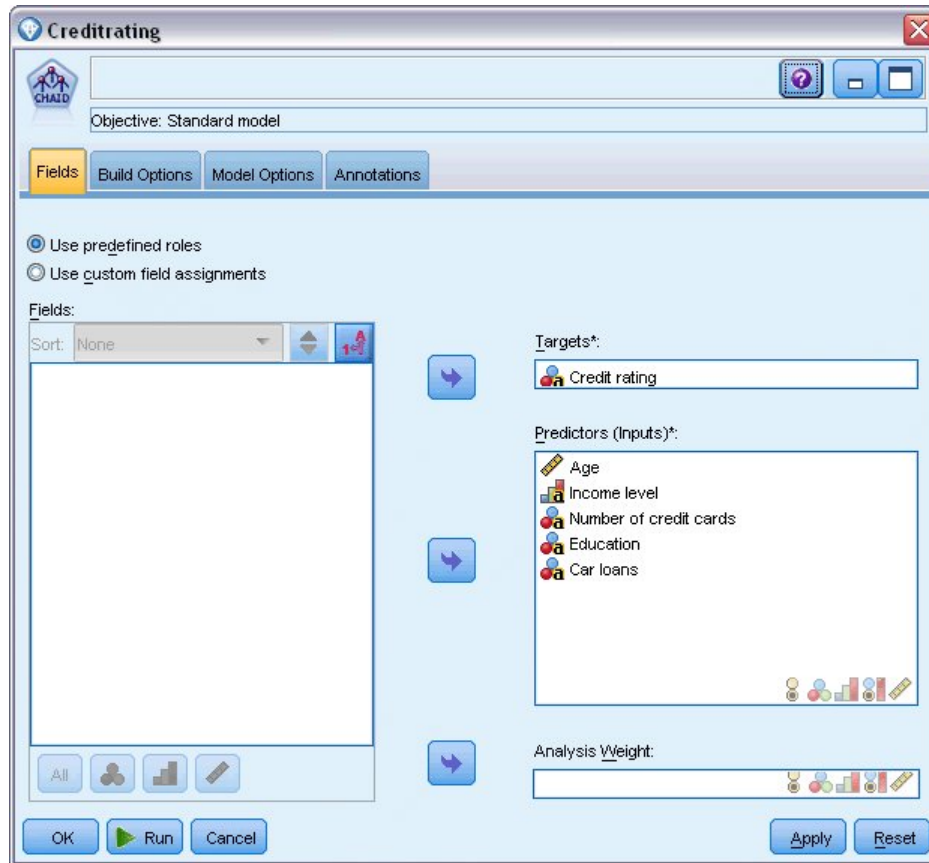 Creditrating
CHAID
Objective: Standard model
Fields Build Options Model Options Annotations
Use predefined roles
Use custom field assignments
Fields:
Sort: None
Targets*:
Credit rating
Predictors (Inputs)*:
Age
Income level
Number of credit cards
Education
Car loans
All
Analysis Weight:
OK Run Cancel Apply Reset